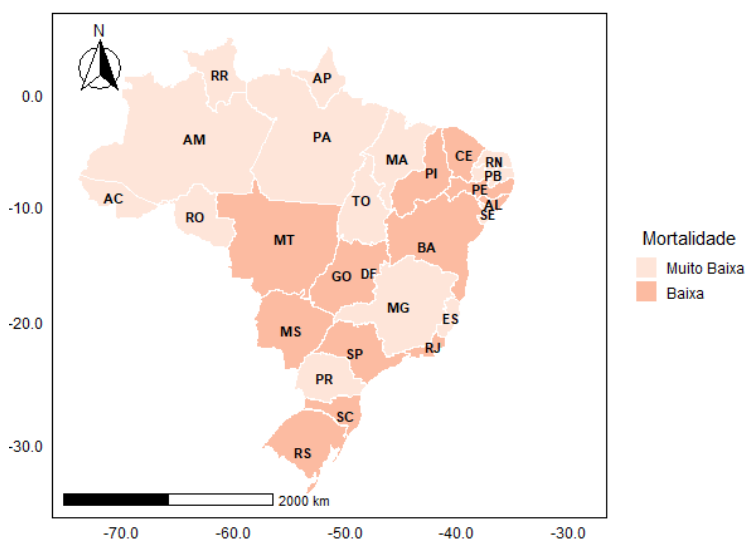 N
RR
AP
0.0
AM
PA
MA
CE
RN
PB
PI
PE
AC
TO
AL
SE
-10.0
RO
MT
BA
GO
DF
Mortalidade
Muito Baixa
Baixa
MG
ES
-20.0
MS
SP
RJ
PR
SC
-30.0
RS
2000 km
-70.0 -60.0 -50.0 -40.0 -30.0